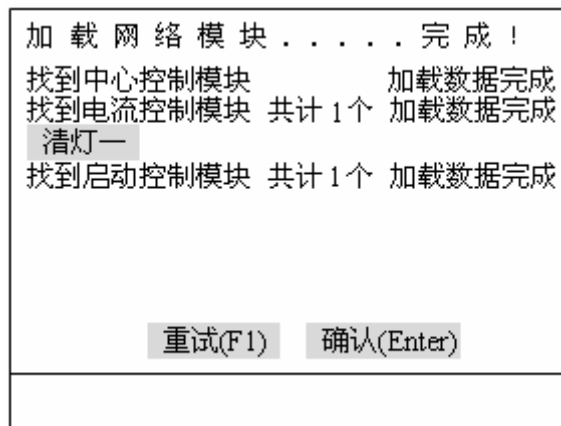 加载网络模块.....完成!
找到中心控制模块 加载数据完成
找到电流控制模块 共计1个 加载数据完成
清灯一
找到启动控制模块 共计1个 加载数据完成
重试(F1) 确认(Enter)